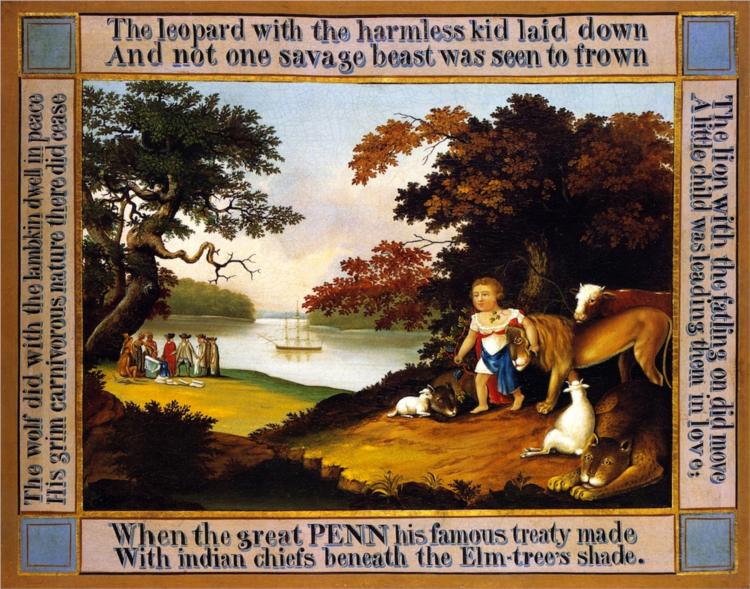 The wolf did with the lambkin dwell in peace
His grim carnivorous nature there did cease
The leopard with the harmless kid laid down
And not one savage beast was seen to frown
The lion with the fatling on did move
A little child was leading them in love;
When the great PENN his famous treaty made
With indian chiefs beneath the Elm-tree's shade.